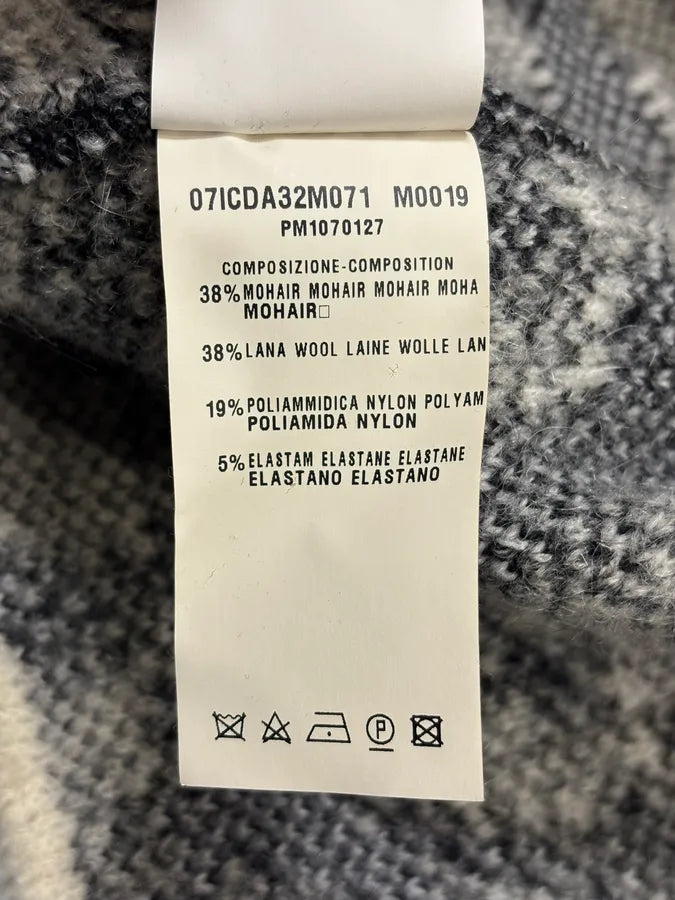 07ICDA32M071 M0019
PM1070127
COMPOSIZIONE-COMPOSITION
38% MOHAIR MOHAIR MOHAIR MOHA
MOHAIR□
38% LANA WOOL LAINE WOLLE LAN
19% POLIAMMIDICA NYLON POLYAM
POLIAMIDA NYLON
5% ELASTAM ELASTANE ELASTANE
ELASTANO ELASTANO
P